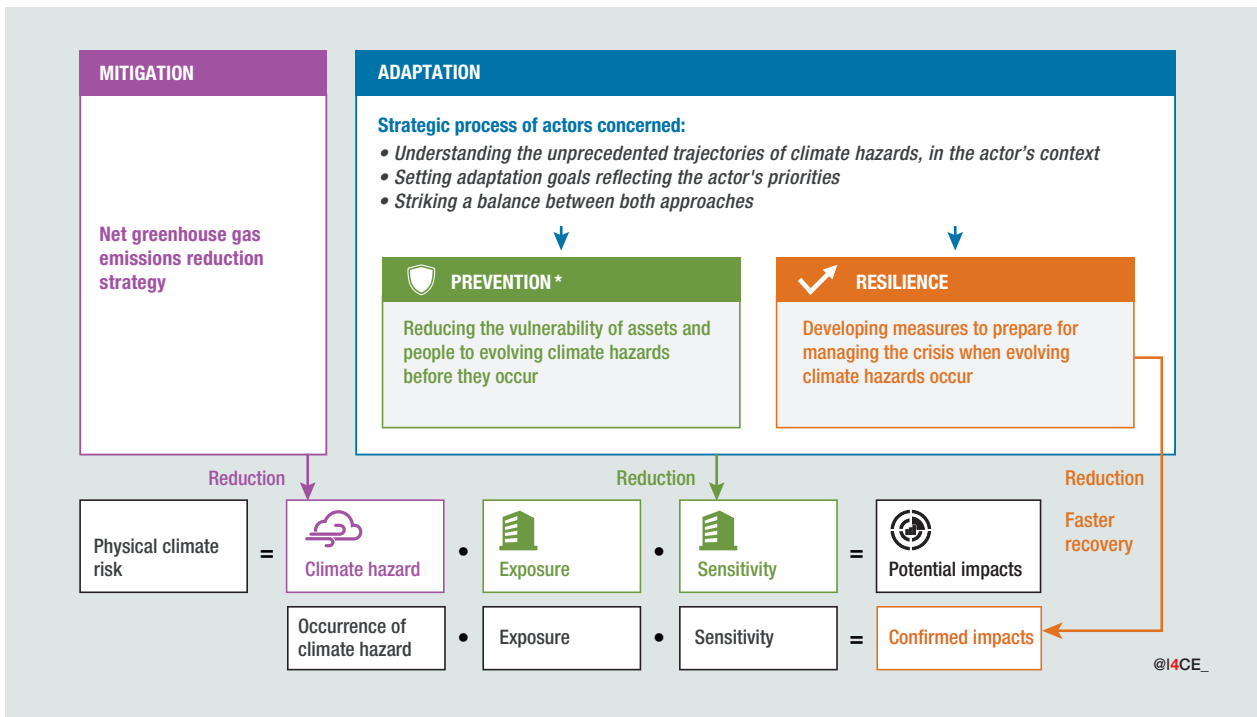 MITIGATION
Net greenhouse gas
emissions reduction
strategy
ADAPTATION
Strategic process of actors concerned:
• Understanding the unprecedented trajectories of climate hazards, in the actor’s context
• Setting adaptation goals reflecting the actor's priorities
• Striking a balance between both approaches
PREVENTION *
Reducing the vulnerability of assets and
people to evolving climate hazards
before they occur
RESILIENCE
Developing measures to prepare for
managing the crisis when evolving
climate hazards occur
Reduction
Reduction
Reduction
Faster
recovery
Physical climate
risk
=
Climate hazard
•
Exposure
•
Sensitivity
=
Potential impacts
Occurrence of
climate hazard
•
Exposure
•
Sensitivity
=
Confirmed impacts
@I4CE_